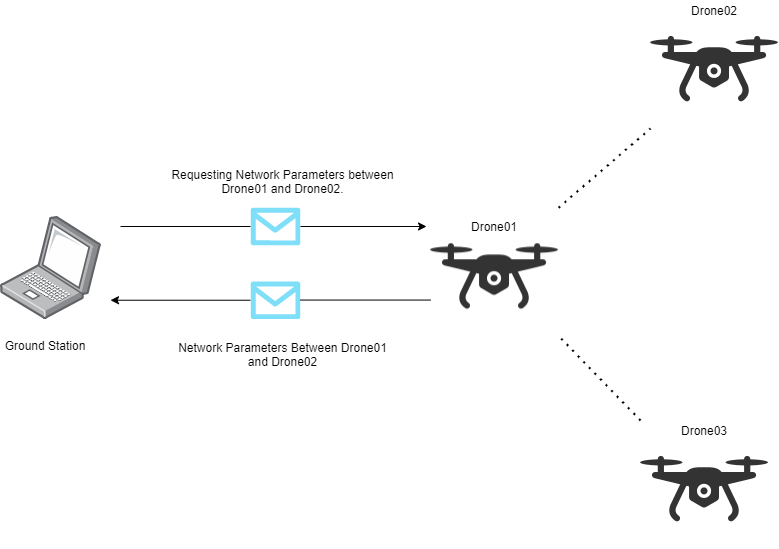 Drone02
Requesting Network Parameters between
Drone01 and Drone02.
Drone01
Ground Station
Network Parameters Between Drone01
and Drone02
Drone03